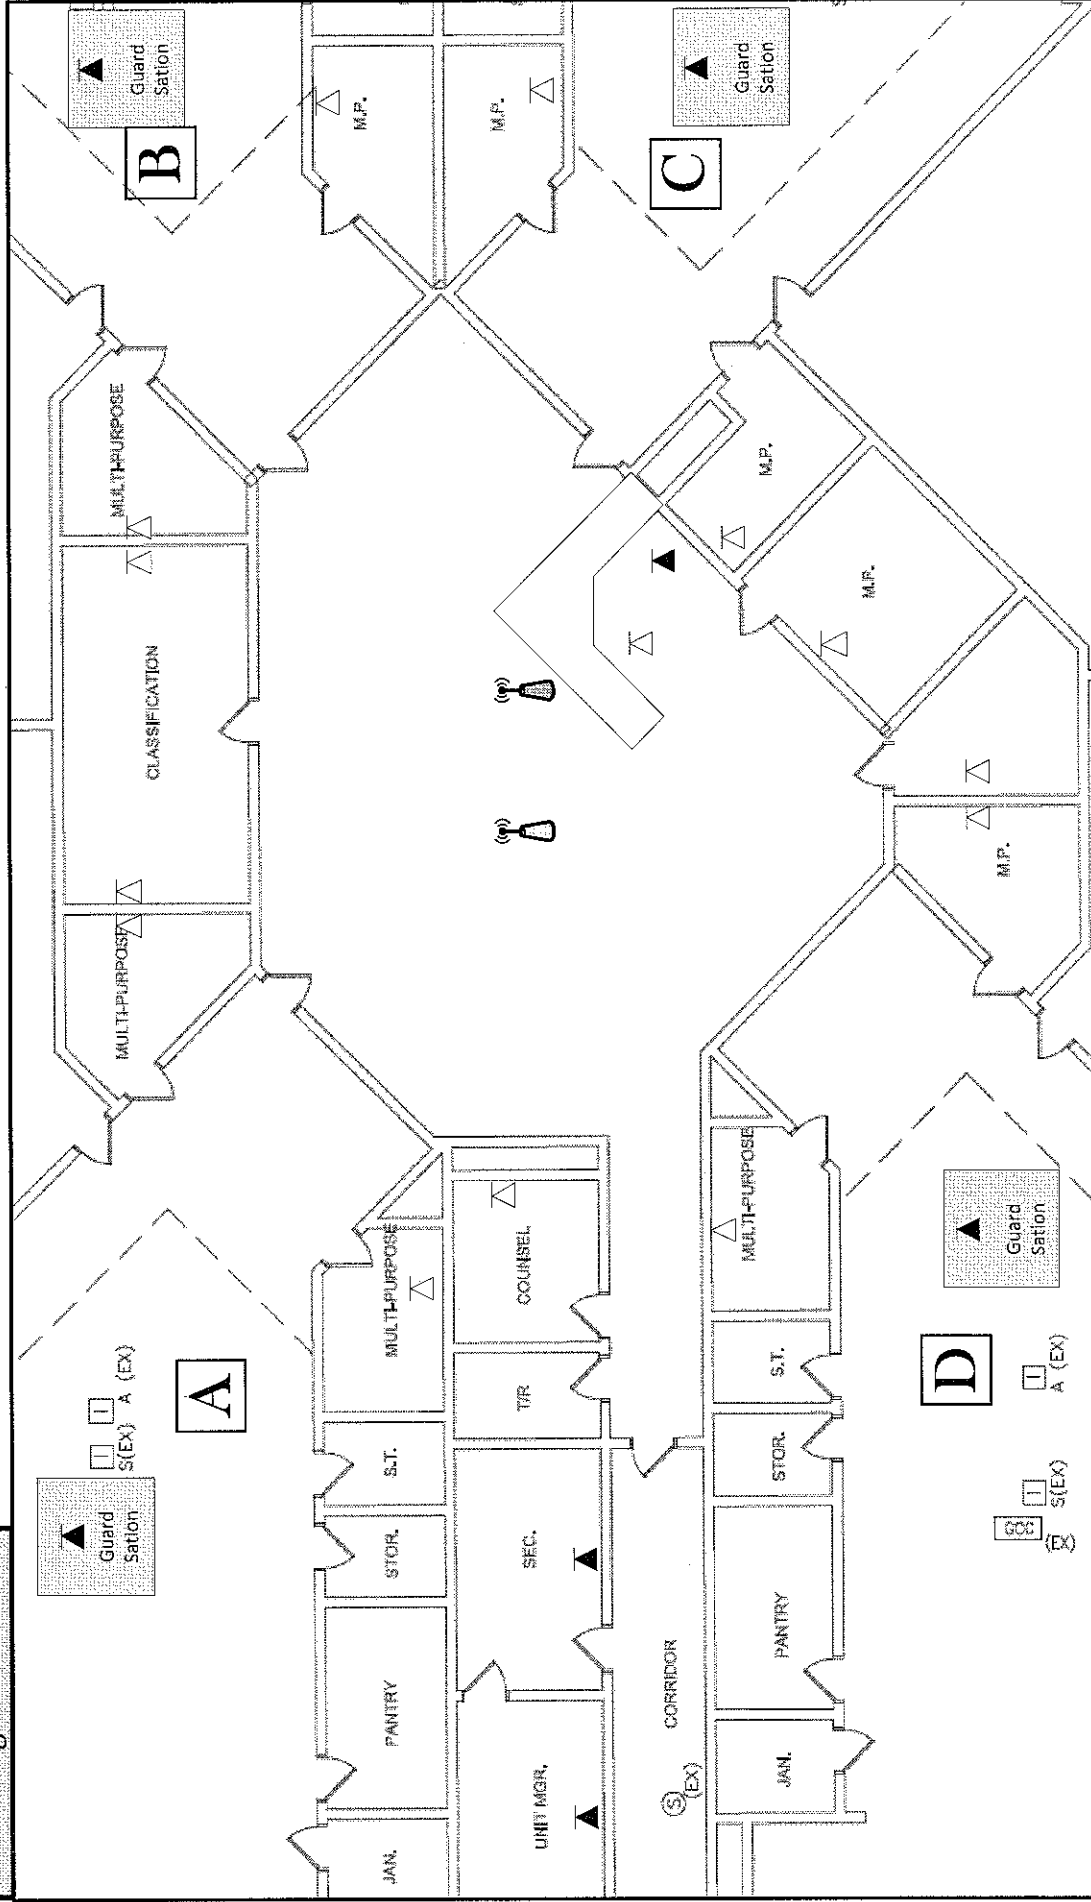 Guard
Sation
Guard
Sation
I
I
S(EX)
A (EX)
MULTI-PURPOSE
MULTI-PURPOSE
CLASSIFICATION
B
A
JAN.
PANTRY
STOR.
S.T.
MULTI-PURPOSE
M.P.
M.P.
UNIT MGR.
SEC.
T/R
COUNSEL
CORRIDOR
S
(EX)
C
Guard
Sation
JAN.
PANTRY
STOR.
S.T.
MULTI-PURPOSE
M.P.
M.P.
M.P.
D
Guard
Sation
GCC
(EX)
I
S(EX)
I
A (EX)